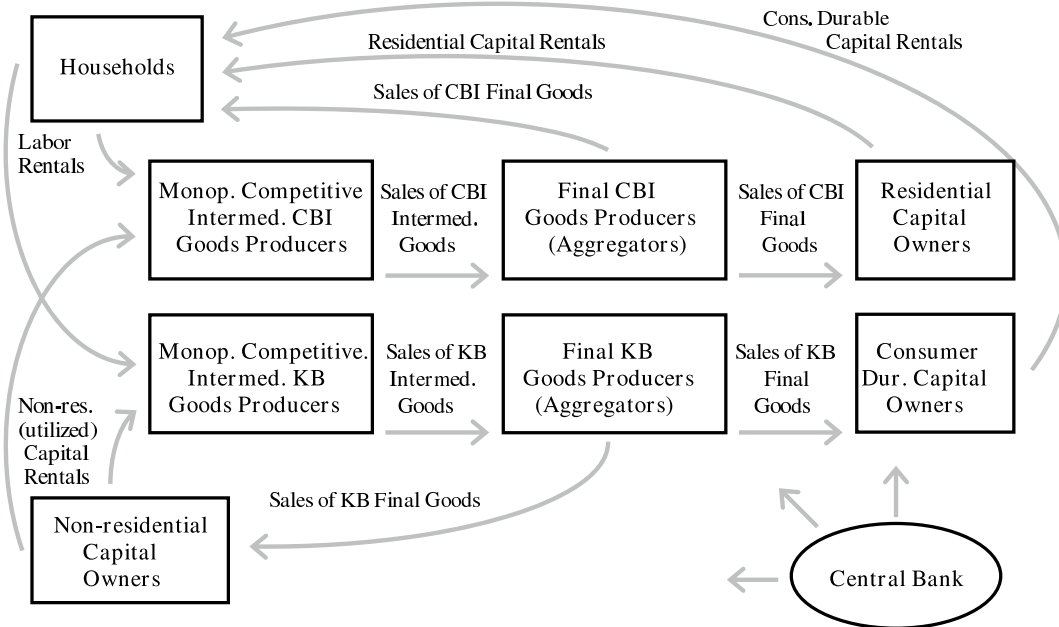 Cons. Durable
Capital Rentals
Residential Capital Rentals
Households
Sales of CBI Final Goods
Labor
Rentals
Monop. Competitive
Intermed. CBI
Goods Producers
Sales of CBI
Intermed.
Goods
Final CBI
Goods Producers
(Aggregators)
Sales of CBI
Final
Goods
Residential
Capital
Owners
Monop. Competitive.
Intermed. KB
Goods Producers
Sales of KB
Intermed.
Goods
Final KB
Goods Producers
(Aggregators)
Sales of KB
Final
Goods
Consumer
Dur. Capital
Owners
Non-res.
(utilized)
Capital
Rentals
Sales of KB Final Goods
Non-residential
Capital
Owners
Central Bank